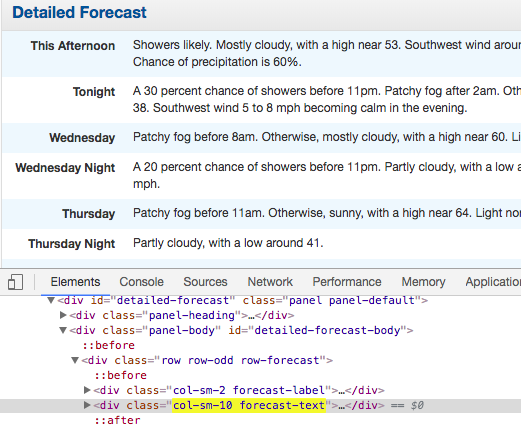 Detailed Forecast
This Afternoon Showers likely. Mostly cloudy, with a high near 53. Southwest wind
Chance of precipitation is 60%.
Tonight A 30 percent chance of showers before 11pm. Patchy fog after 2am.
38. Southwest wind 5 to 8 mph becoming calm in the evening.
Wednesday Patchy fog before 8am. Otherwise, mostly cloudy, with a high near 60.
Wednesday Night A 20 percent chance of showers before 11pm. Partly cloudy, with a low a
mph.
Thursday Patchy fog before 11am. Otherwise, sunny, with a high near 64. Light
Thursday Night Partly cloudy, with a low around 41.
Elements Console Sources Network Performance Memory Application
▼<div id="detailed-forecast" class="panel panel-default">
▶<div class="panel-heading">…</div>
▼<div class="panel-body" id="detailed-forecast-body">
::before
▼<div class="row row-odd row-forecast">
::before
▶<div class="col-sm-2 forecast-label">…</div>
▶<div class="col-sm-10 forecast-text">…</div> == $0
::after